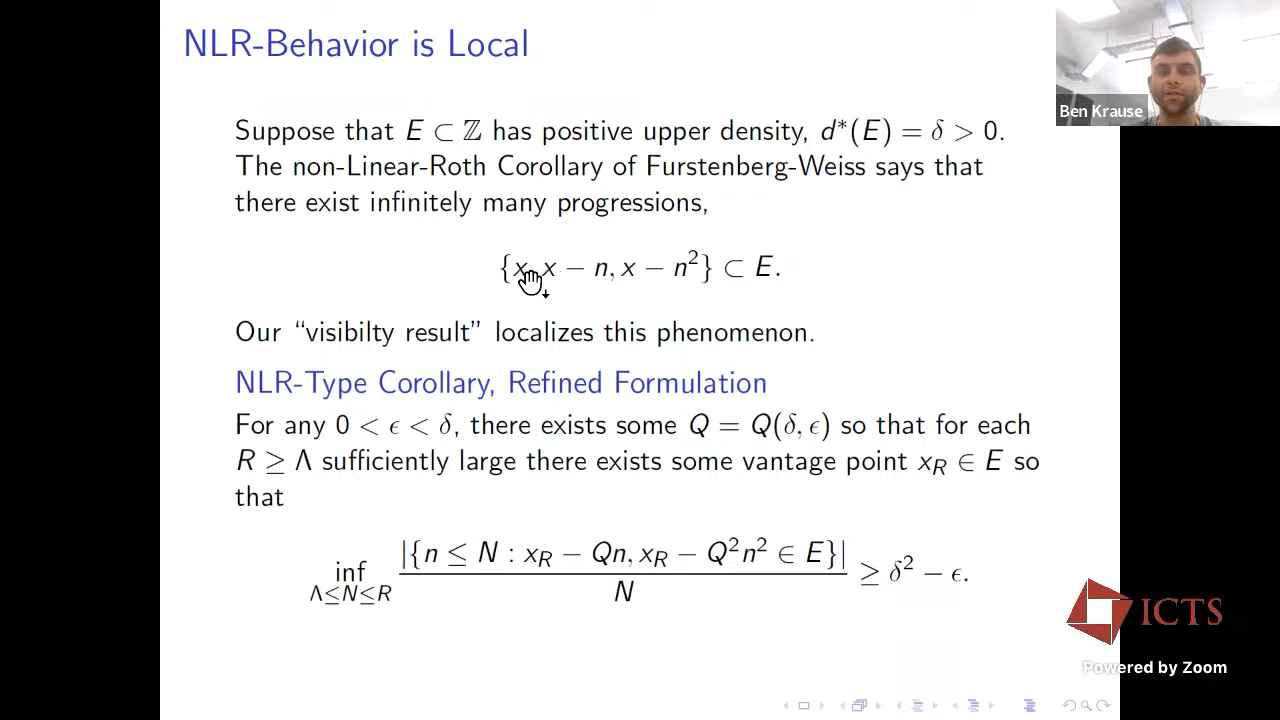 NLR-Behavior is Local
Ben Krause
Suppose that E ⊂ ℤ has positive upper density, d*(E) = δ > 0.
The non-Linear-Roth Corollary of Furstenberg-Weiss says that
there exist infinitely many progressions,
{x, x − n, x − n²} ⊂ E.
Our “visibilty result” localizes this phenomenon.
NLR-Type Corollary, Refined Formulation
For any 0 < ϵ < δ, there exists some Q = Q(δ, ϵ) so that for each
R ≥ Λ sufficiently large there exists some vantage point x_R ∈ E so
that
inf_{Λ≤N≤R} |{n ≤ N : x_R − Qn, x_R − Q²n² ∈ E}| / N ≥ δ² − ϵ.
ICTS
Powered by Zoom